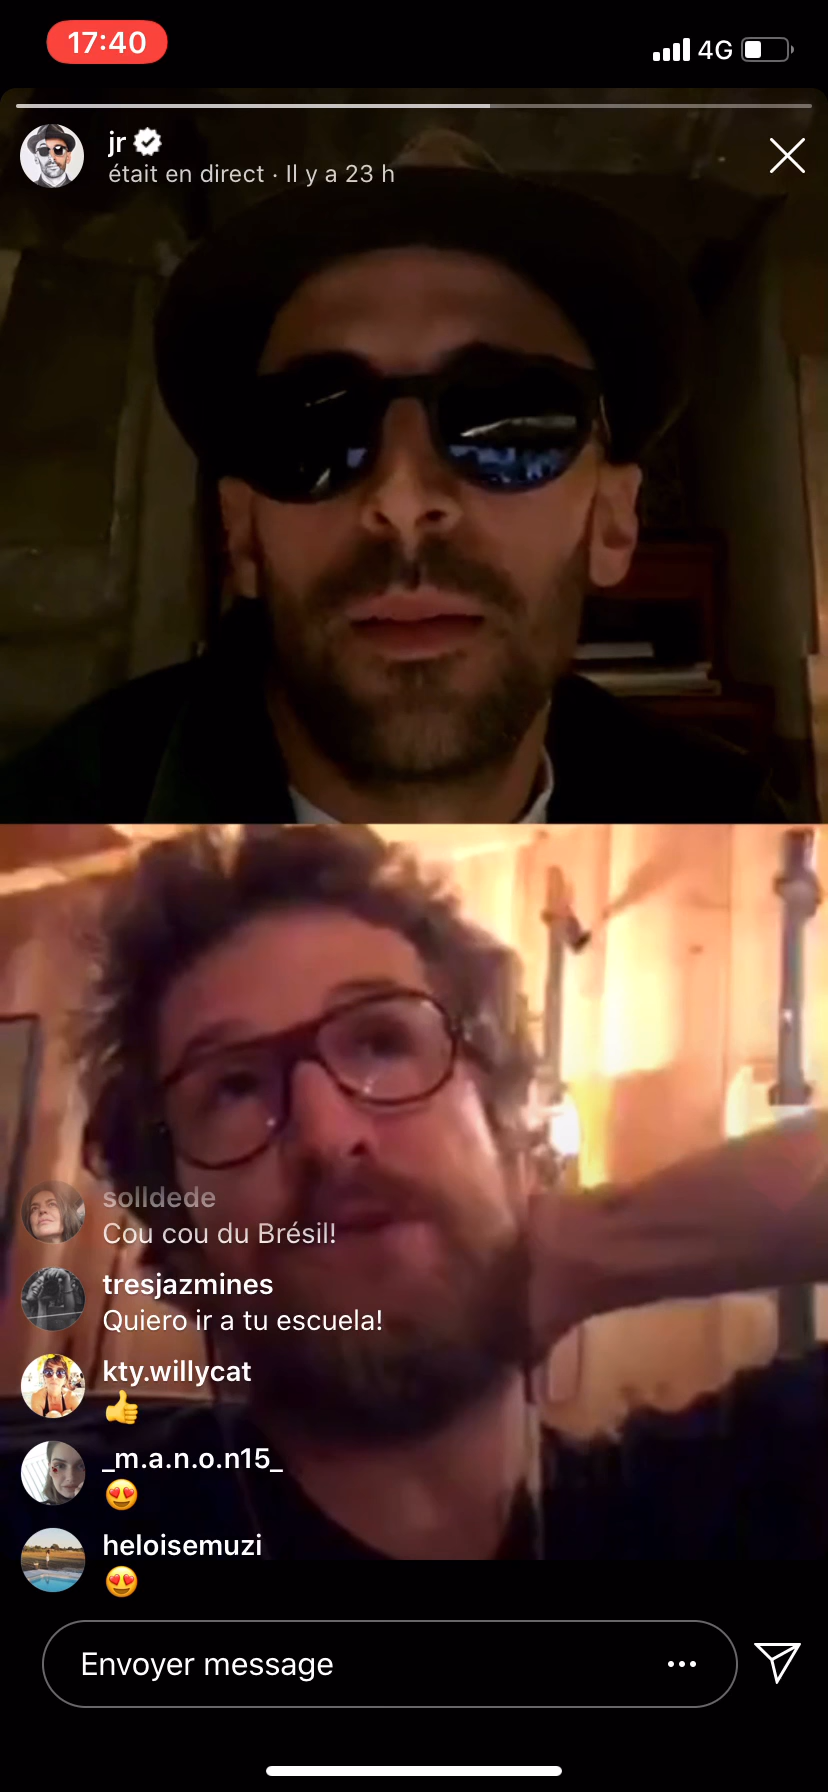 17:40
4G
jr
était en direct · Il y a 23 h
solldede
Cou cou du Brésil!
tresjazmines
Quiero ir a tu escuela!
kty.willycat
👍
_m.a.n.o.n15_
😍
heloisemuzi
😍
Envoyer message